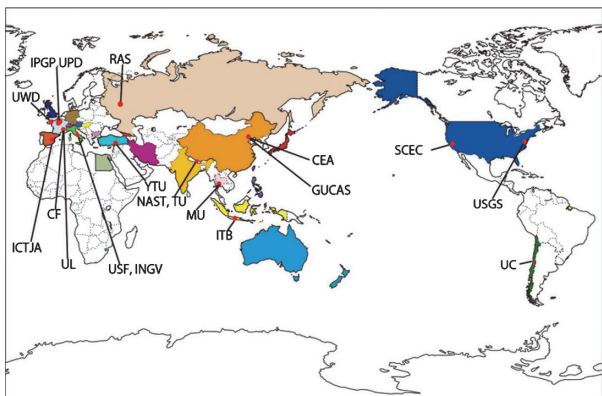 IPGP, UPD
RAS
UWD
CEA
SCEC
GUCAS
YTU
NAST, TU
MU
USGS
CF
ITB
ICTJA
UL
USF, INGV
UC